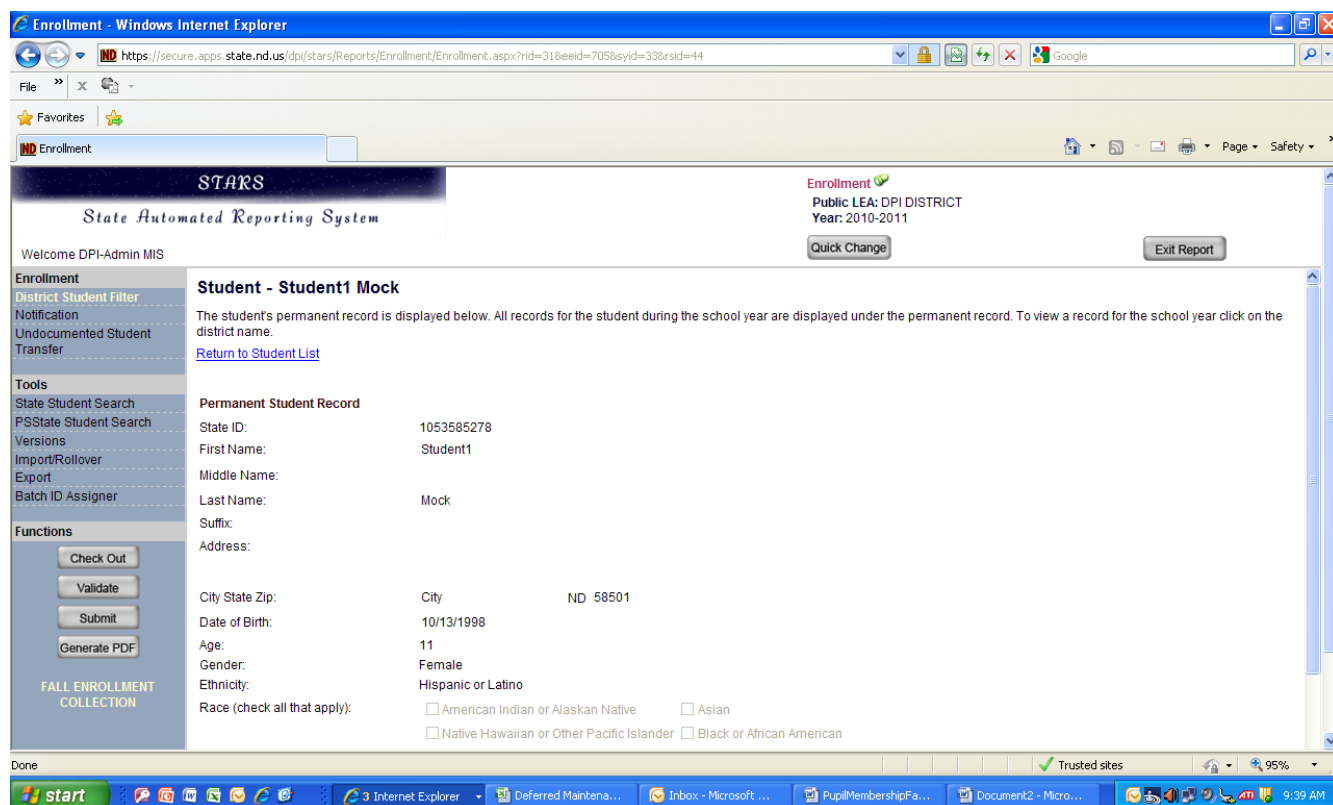 Enrollment - Windows Internet Explorer
ND https://secure.apps.state.nd.us/dpi/stars/Reports/Enrollment/Enrollment.aspx?rid=31&eeid=705&syid=33&rsid=44
Google
File » x
Favorites
ND Enrollment
Page Safety »
STARS
State Automated Reporting System
Welcome DPI-Admin MIS
Enrollment
Public LEA: DPI DISTRICT
Year: 2010-2011
Quick Change
Exit Report
Enrollment
District Student Filter
Notification
Undocumented Student
Transfer
Tools
State Student Search
PSState Student Search
Versions
Import/Rollover
Export
Batch ID Assigner
Functions
Check Out
Validate
Submit
Generate PDF
FALL ENROLLMENT
COLLECTION
Student - Student1 Mock
The student's permanent record is displayed below. All records for the student during the school year are displayed under the permanent record. To view a record for the school year click on the
district name.
Return to Student List
Permanent Student Record
State ID: 1053585278
First Name: Student1
Middle Name:
Last Name: Mock
Suffix:
Address:
City State Zip: City ND 58501
Date of Birth: 10/13/1998
Age: 11
Gender: Female
Ethnicity: Hispanic or Latino
Race (check all that apply): American Indian or Alaskan Native Asian
Native Hawaiian or Other Pacific Islander Black or African American
Done
Trusted sites
95%
start
3 Internet Explorer
Deferred Maintena...
Inbox - Microsoft ...
PupilMembershipFa...
Document2 - Micro...
9:39 AM